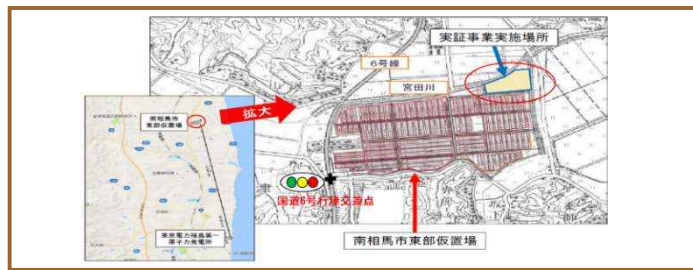 実証事業実施場所
6号線
宮田川
拡大
南相馬市
東部仮置場
国道6号行津交差点
東京電力福島第一
原子力発電所
南相馬市東部仮置場